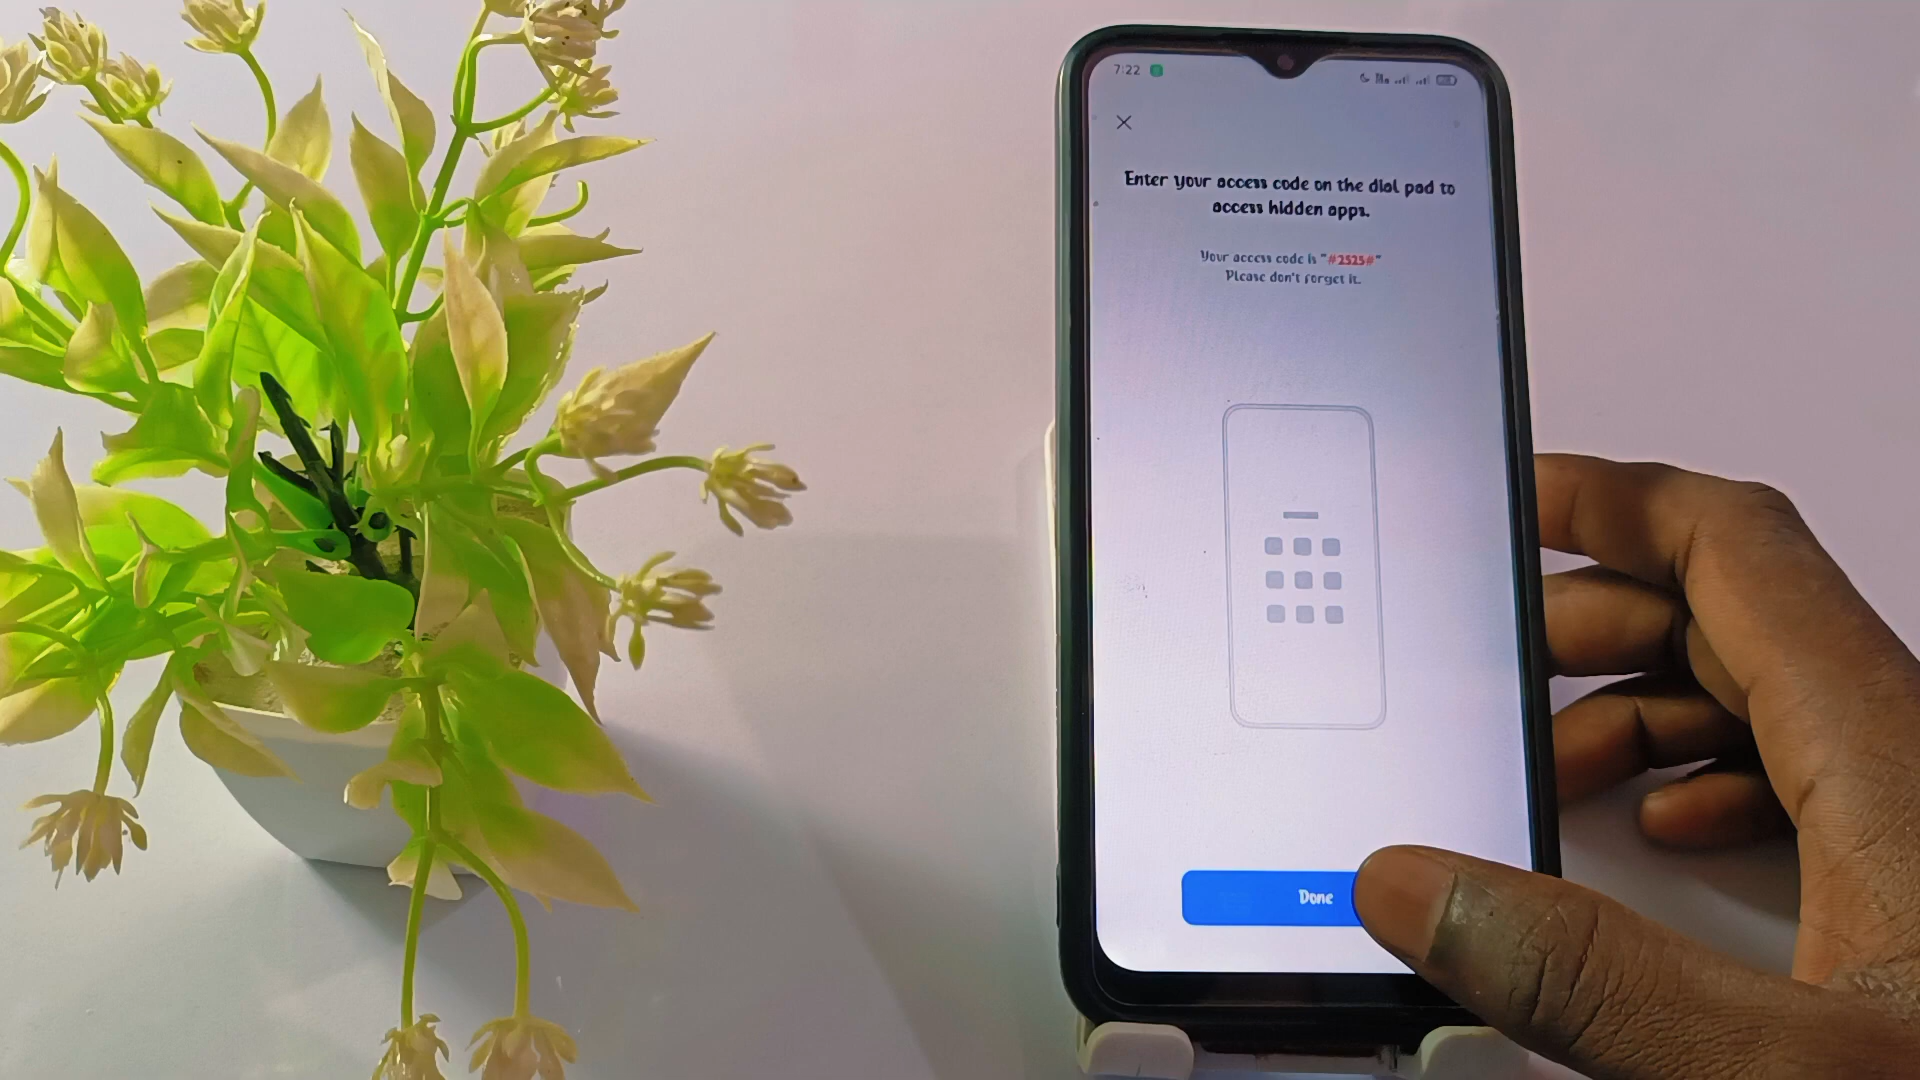 7:22
Enter your access code on the dial pad to
access hidden apps.
Your access code is "#2525#"
Please don't forget it.
Done